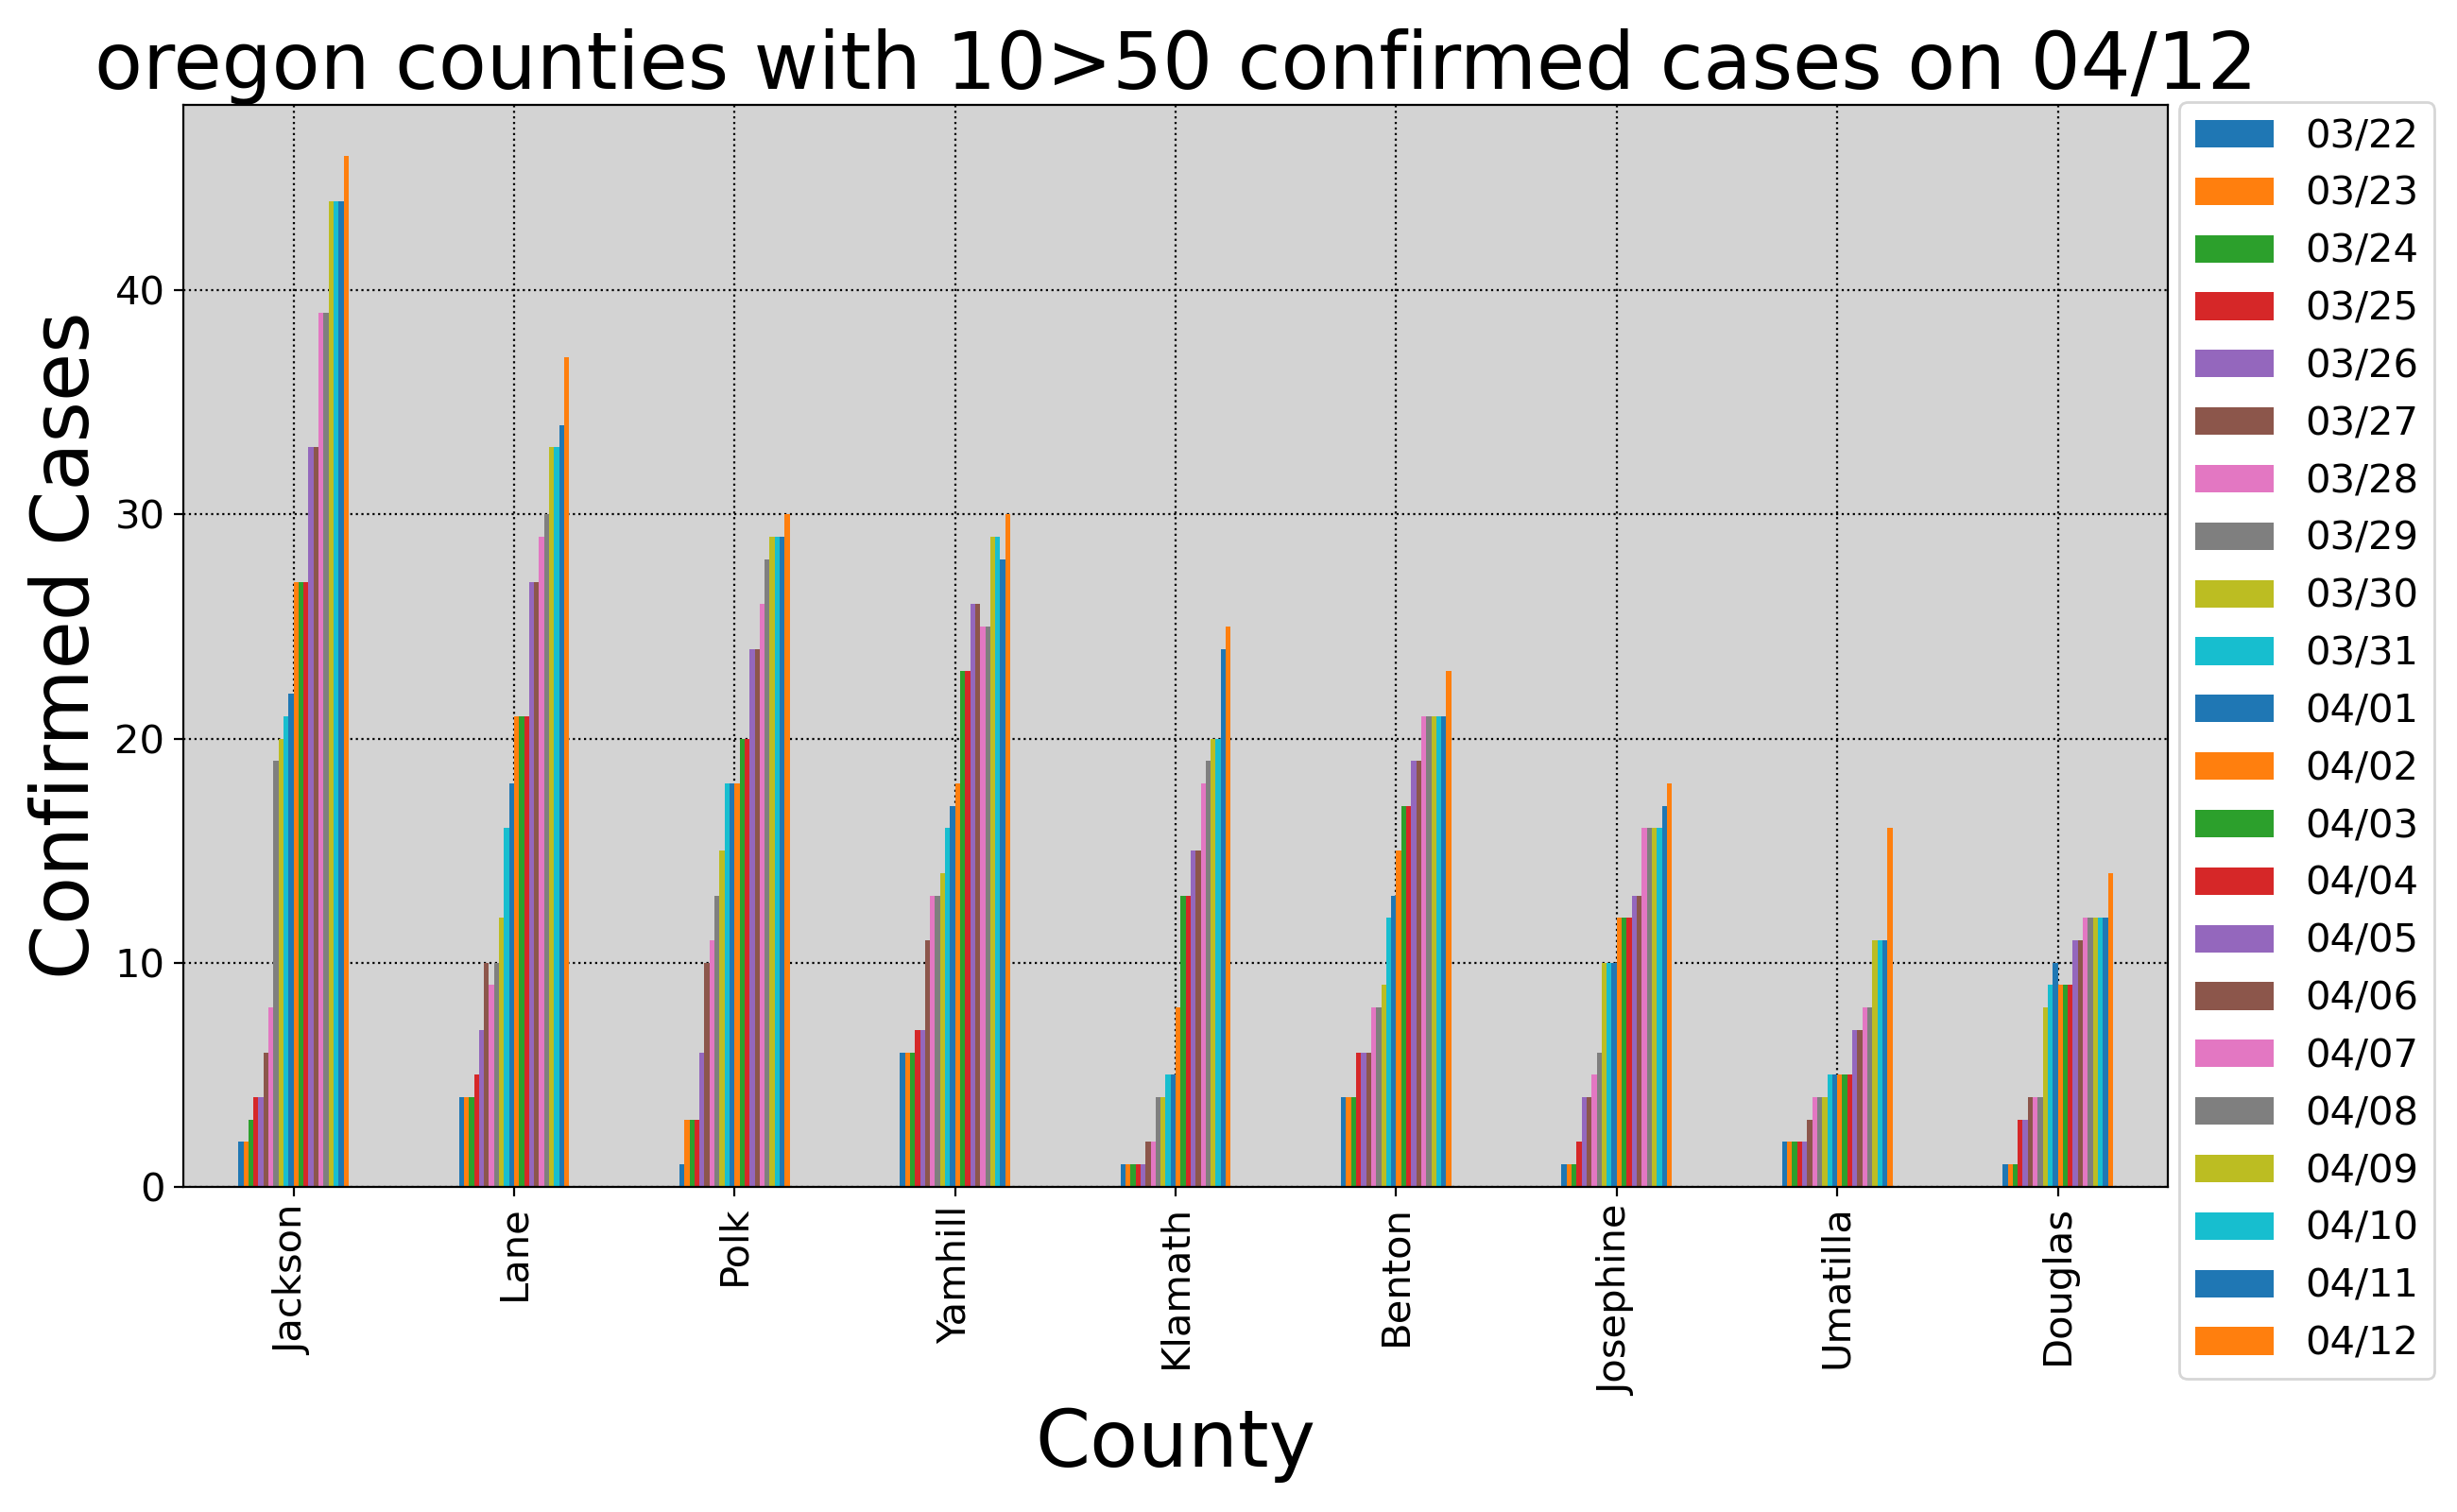 oregon counties with 10>50 confirmed cases on 04/12
Confirmed Cases
40
30
20
10
0
Jackson
Lane
Polk
Yamhill
Klamath
Benton
Josephine
Umatilla
Douglas
County
03/22
03/23
03/24
03/25
03/26
03/27
03/28
03/29
03/30
03/31
04/01
04/02
04/03
04/04
04/05
04/06
04/07
04/08
04/09
04/10
04/11
04/12